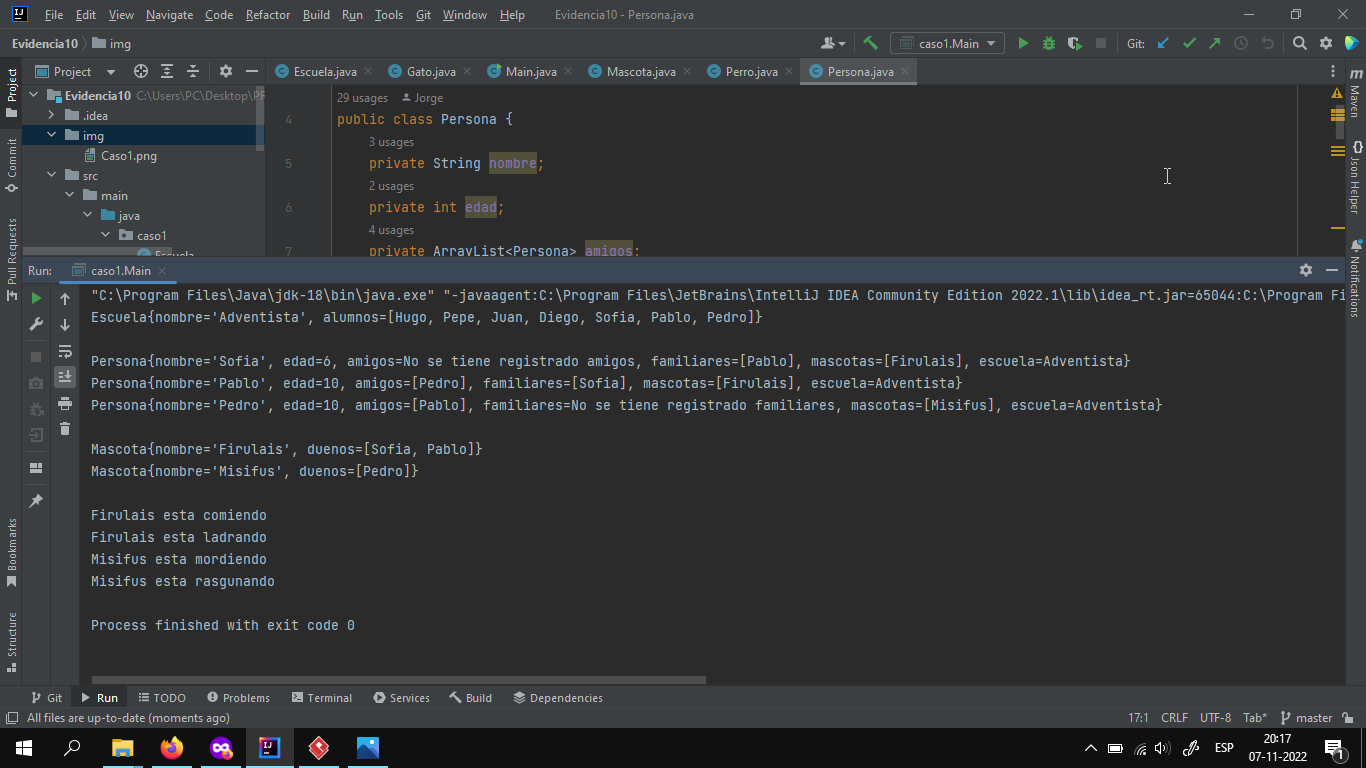 File Edit View Navigate Code Refactor Build Run Tools Git Window Help Evidencia10 - Persona.java
Evidencia10 img caso1.Main Git:
Project Escuela.java Gato.java Main.java Mascota.java Perro.java Persona.java
Evidencia10 C:\Users\PC\Desktop\PR
.idea
img
Caso1.png
src
main
java
caso1
Escuela
29 usages Jorge
4 public class Persona {
3 usages
5 private String nombre;
2 usages
6 private int edad;
4 usages
7 private ArrayList<Persona> amigos;
Project
Commit
Pull Requests
Bookmarks
Structure
Maven
Json Helper
Notifications
Run: caso1.Main
"C:\Program Files\Java\jdk-18\bin\java.exe" "-javaagent:C:\Program Files\JetBrains\IntelliJ IDEA Community Edition 2022.1\lib\idea_rt.jar=65044:C:\Program Fi
Escuela{nombre='Adventista', alumnos=[Hugo, Pepe, Juan, Diego, Sofia, Pablo, Pedro]}
Persona{nombre='Sofia', edad=6, amigos=No se tiene registrado amigos, familiares=[Pablo], mascotas=[Firulais], escuela=Adventista}
Persona{nombre='Pablo', edad=10, amigos=[Pedro], familiares=[Sofia], mascotas=[Firulais], escuela=Adventista}
Persona{nombre='Pedro', edad=10, amigos=[Pablo], familiares=No se tiene registrado familiares, mascotas=[Misifus], escuela=Adventista}
Mascota{nombre='Firulais', duenos=[Sofia, Pablo]}
Mascota{nombre='Misifus', duenos=[Pedro]}
Firulais esta comiendo
Firulais esta ladrando
Misifus esta mordiendo
Misifus esta rasgunando
Process finished with exit code 0
Git Run TODO Problems Terminal Services Build Dependencies
All files are up-to-date (moments ago) 17:1 CRLF UTF-8 Tab* master
ESP 20:17
07-11-2022 1